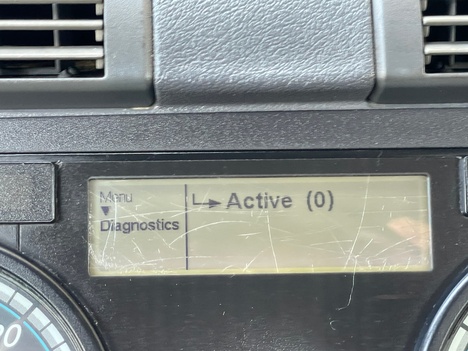 Menu
Diagnostics
Active (0)